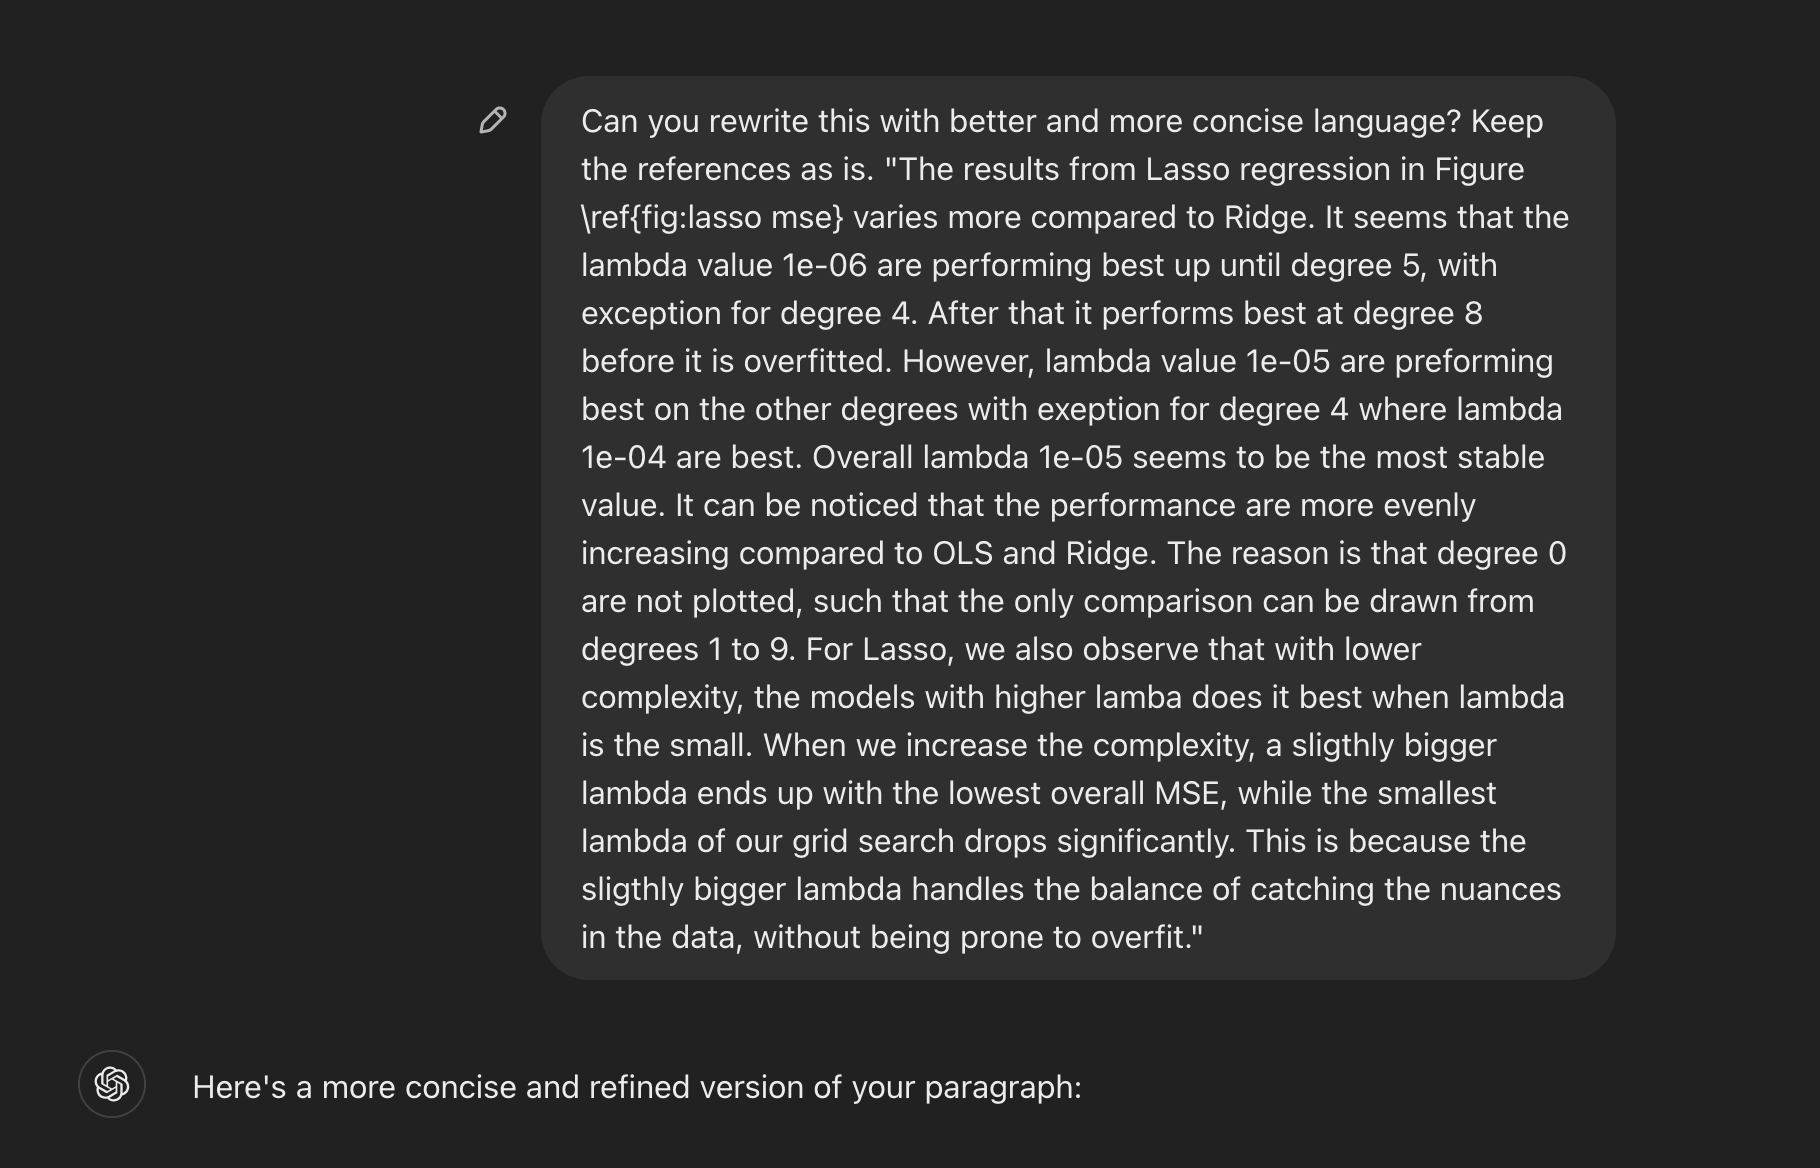 Can you rewrite this with better and more concise language? Keep
the references as is. "The results from Lasso regression in Figure
\ref{fig:lasso mse} varies more compared to Ridge. It seems that the
lambda value 1e-06 are performing best up until degree 5, with
exception for degree 4. After that it performs best at degree 8
before it is overfitted. However, lambda value 1e-05 are preforming
best on the other degrees with exeption for degree 4 where lambda
1e-04 are best. Overall lambda 1e-05 seems to be the most stable
value. It can be noticed that the performance are more evenly
increasing compared to OLS and Ridge. The reason is that degree 0
are not plotted, such that the only comparison can be drawn from
degrees 1 to 9. For Lasso, we also observe that with lower
complexity, the models with higher lamba does it best when lambda
is the small. When we increase the complexity, a sligthly bigger
lambda ends up with the lowest overall MSE, while the smallest
lambda of our grid search drops significantly. This is because the
sligthly bigger lambda handles the balance of catching the nuances
in the data, without being prone to overfit."
Here's a more concise and refined version of your paragraph: